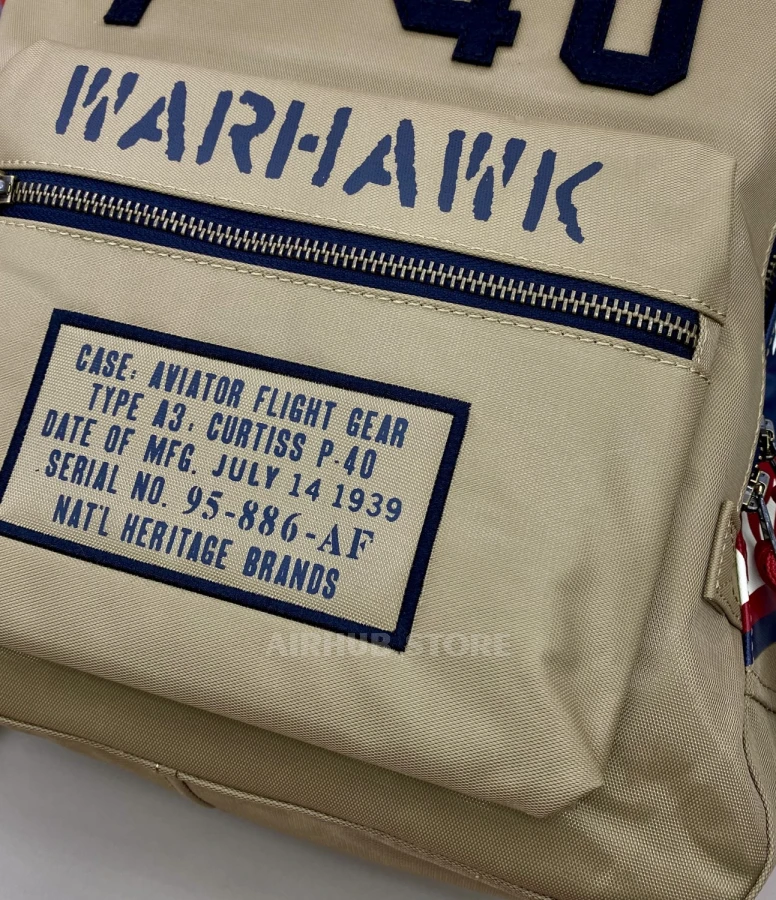 40
WARHAWK
CASE: AVIATOR FLIGHT GEAR
TYPE A3: CURTISS P-40
DATE OF MFG. JULY 14 1939
SERIAL NO. 95-886-AF
NAT'L HERITAGE BRANDS
AIRHUB.STORE